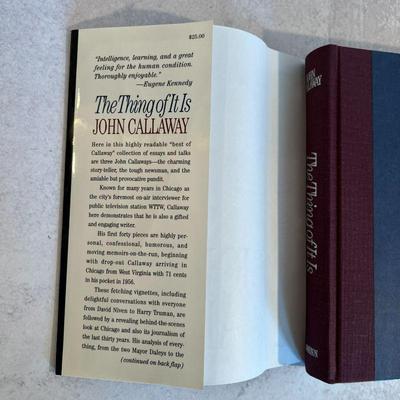 $25.00
"Intelligence, learning, and a great
feeling for the human condition.
Thoroughly enjoyable."
—Eugene Kennedy
The Thing of It Is
JOHN CALLAWAY
Here in this highly readable "best of
Callaway" collection of essays and talks
are three John Callaways—the charming
story-teller, the tough newsman, and the
amiable but provocative pundit.
Known for many years in Chicago as
the city's foremost on-air interviewer for
public television station WTTW, Callaway
here demonstrates that he is also a gifted
and engaging writer.
His first forty pieces are highly per-
sonal, confessional, humorous, and
moving memoirs-on-the-run, beginning
with drop-out Callaway arriving in
Chicago from West Virginia with 71 cents
in his pocket in 1956.
These fetching vignettes, including
delightful conversations with everyone
from David Niven to Harry Truman, are
followed by a revealing behind-the-scenes
look at Chicago and also its journalism of
the last thirty years. His analysis of every-
thing, from the two Mayor Daleys to the
(continued on back flap)
CALLAWAY
The Thing of It Is